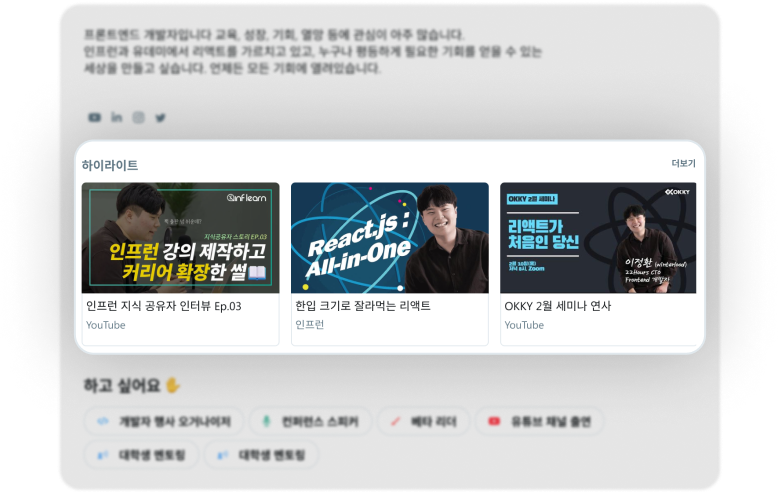 프론트엔드 개발자입니다 교육, 성장, 기회, 열망 등에 관심이 아주 많습니다.
인프런과 유데미에서 리액트를 가르치고 있고, 누구나 평등하게 필요한 기회를 얻을 수 있는
세상을 만들고 싶습니다. 언제든 모든 기회에 열려있습니다.
하이라이트
더보기
inflearn
지식공유자 스토리 EP.03
인프런 강의 제작하고
커리어 확장한 썰📖
인프런 지식 공유자 인터뷰 Ep.03
YouTube
React.js :
All-in-One
한입 크기로 잘라먹는 리액트
인프런
OKKY 2월 세미나
OKKY
리액트가
처음인 당신
저녁 8시, Zoom
이정환 (winterlood)
22Hours CTO
Frontend 개발자
OKKY 2월 세미나 연사
YouTube
하고 싶어요 ✋
개발자 행사 오거나이저
컨퍼런스 스피커
베타 리더
유튜브 채널 출연
대학생 멘토링
대학생 멘토링